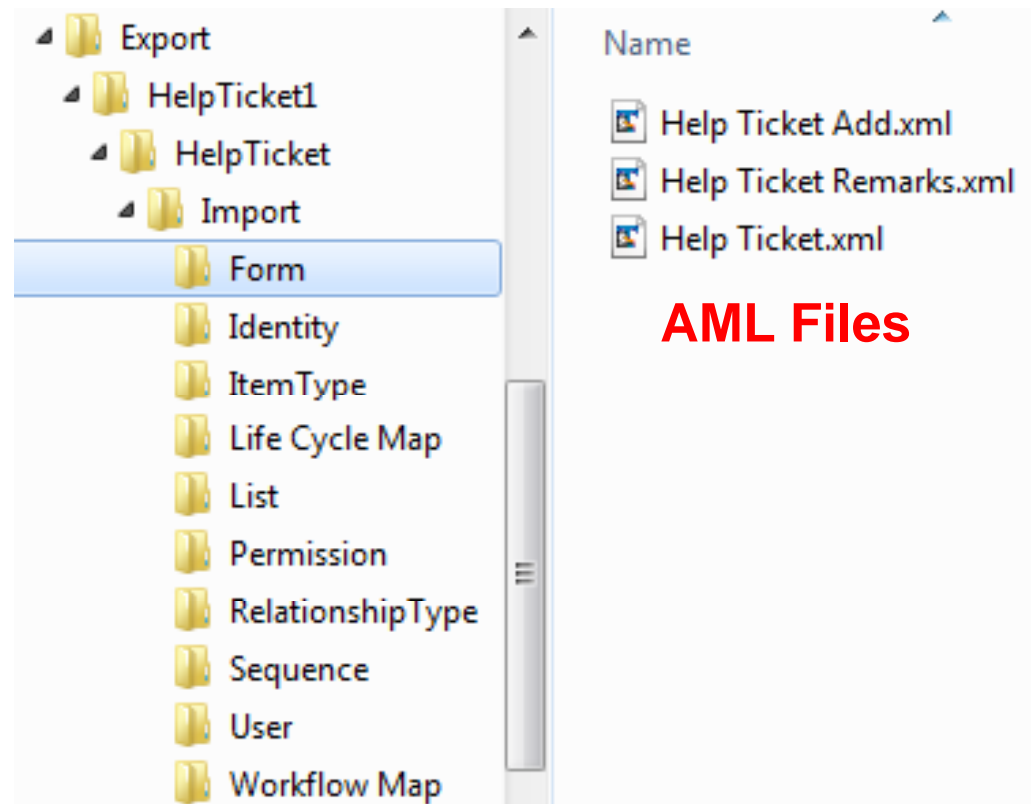 Export
HelpTicket1
HelpTicket
Import
Form
Identity
ItemType
Life Cycle Map
List
Permission
RelationshipType
Sequence
User
Workflow Map
Name
Help Ticket Add.xml
Help Ticket Remarks.xml
Help Ticket.xml
AML Files